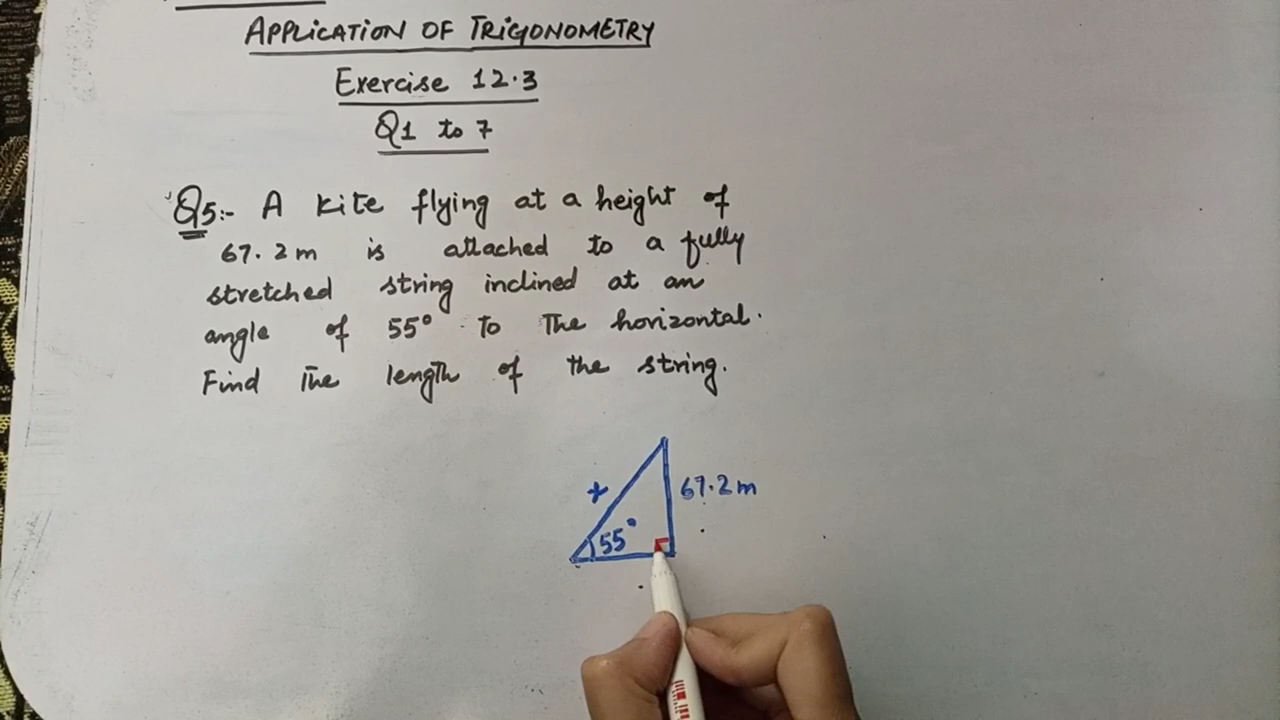 APPLICATION OF TRIGONOMETRY
Exercise 12.3
Q1 to 7
Q5:- A kite flying at a height of
67.2 m is attached to a fully
stretched string inclined at an
angle of 55° to the horizontal.
Find the length of the string.
x
67.2 m
55°